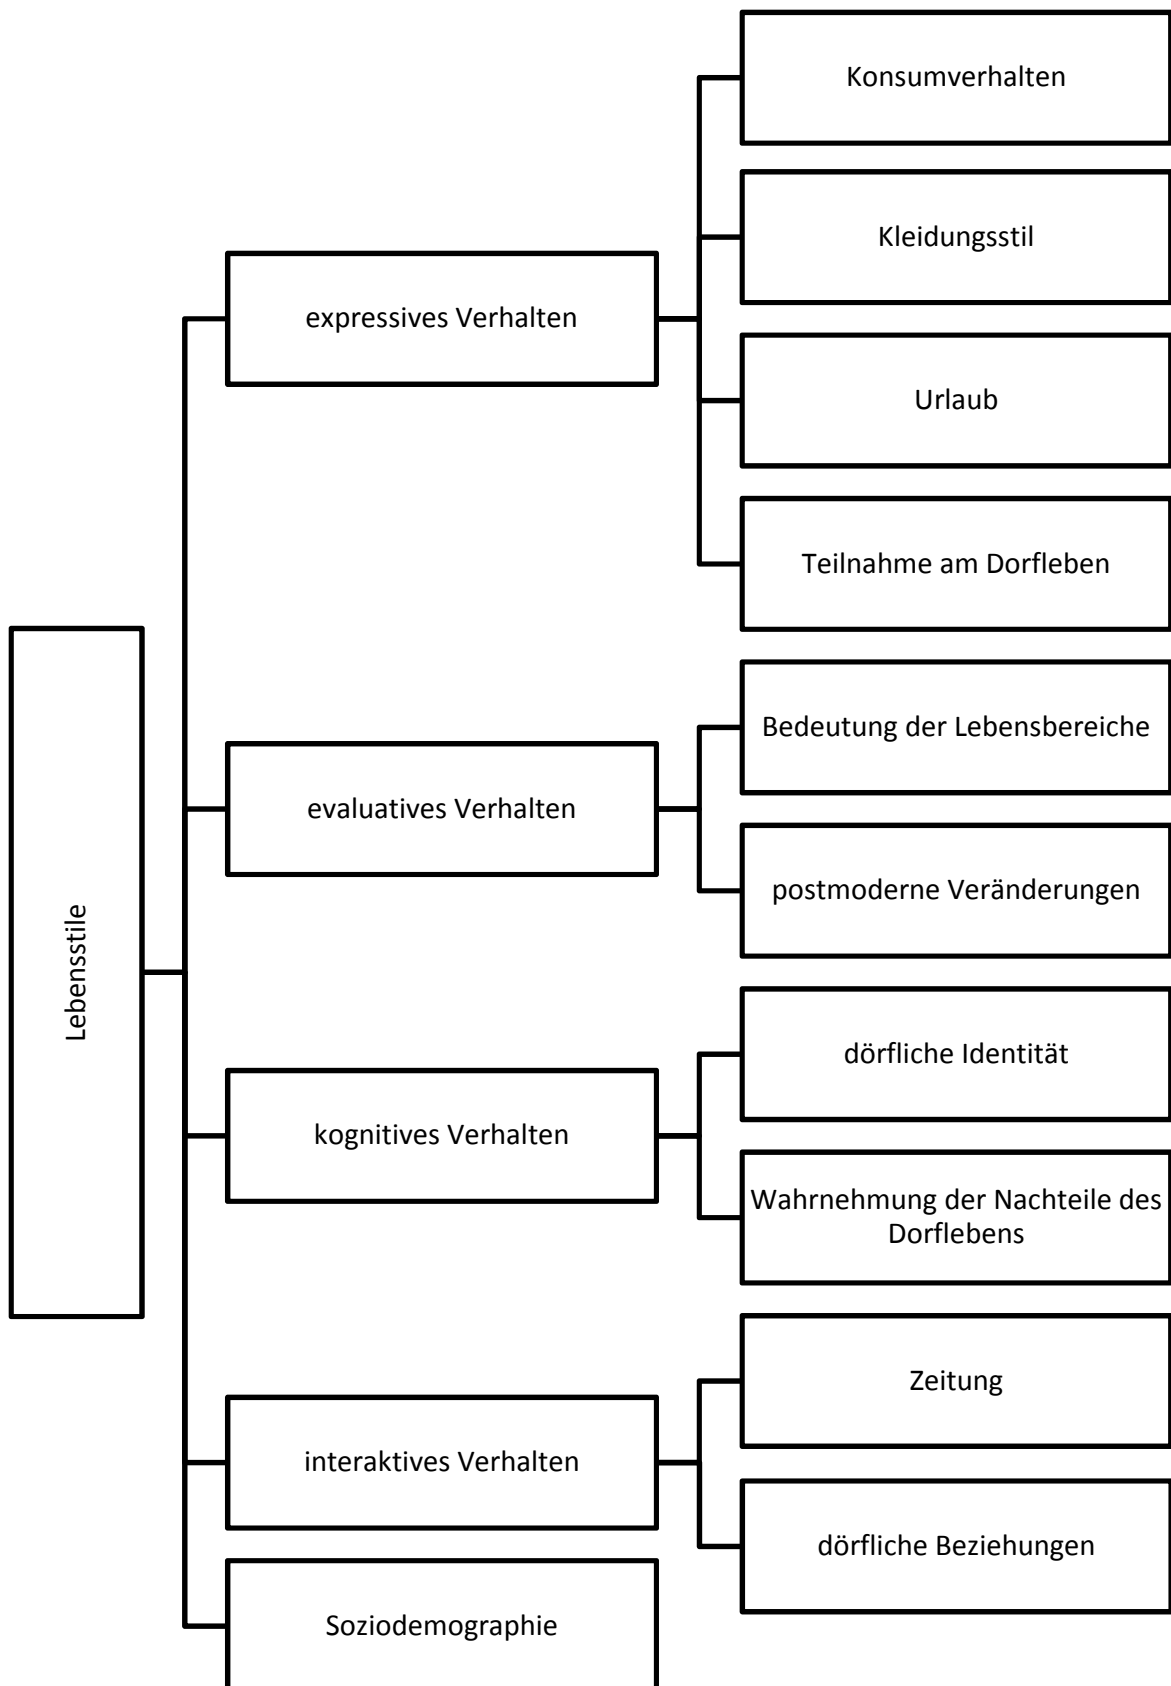 Lebensstile
expressives Verhalten
Konsumverhalten
Kleidungsstil
Urlaub
Teilnahme am Dorfleben
evaluatives Verhalten
Bedeutung der Lebensbereiche
postmoderne Veränderungen
kognitives Verhalten
dörfliche Identität
Wahrnehmung der Nachteile des
Dorflebens
interaktives Verhalten
Zeitung
dörfliche Beziehungen
Soziodemographie